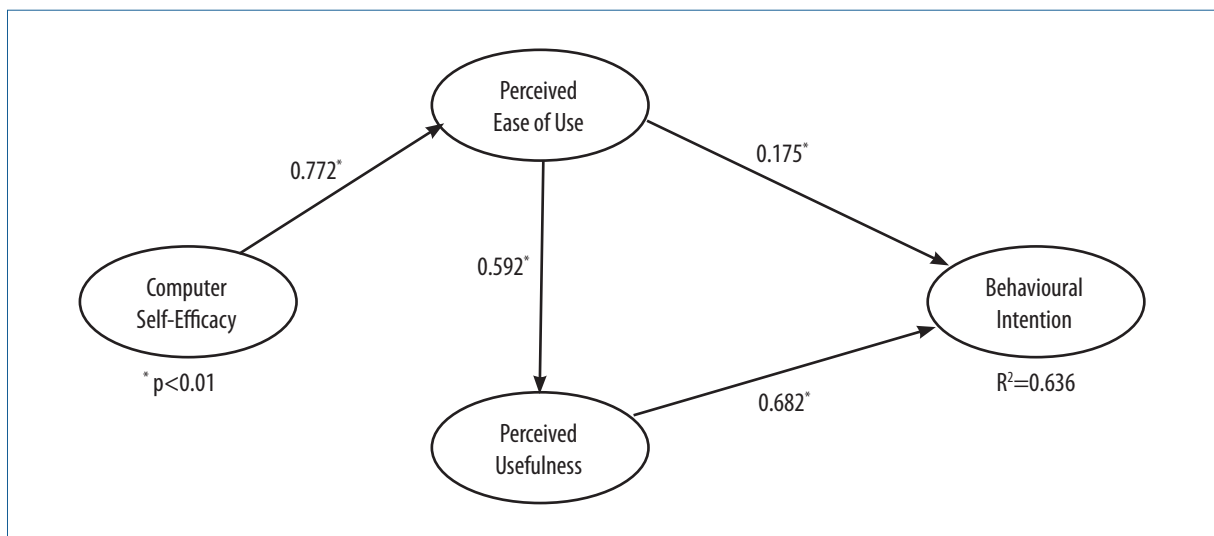 Perceived
Ease of Use
0.772*
0.175*
0.592*
Computer
Self-Efficacy
Behavioural
Intention
* p<0.01
R²=0.636
0.682*
Perceived
Usefulness